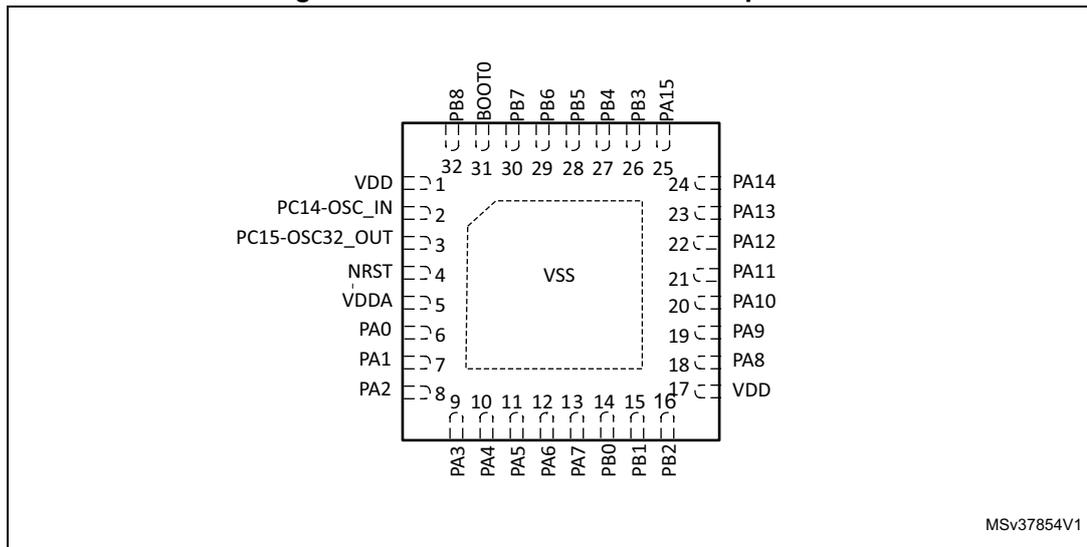 PB8 BOOT0 PB7 PB6 PB5 PB4 PB3 PA15
32 31 30 29 28 27 26 25
VDD 1 24 PA14
PC14-OSC_IN 2 23 PA13
PC15-OSC32_OUT 3 22 PA12
NRST 4 21 PA11
VSS
VDDA 5 20 PA10
PA0 6 19 PA9
PA1 7 18 PA8
PA2 8 17 VDD
9 10 11 12 13 14 15 16
PA3 PA4 PA5 PA6 PA7 PB0 PB1 PB2
MSv37854V1